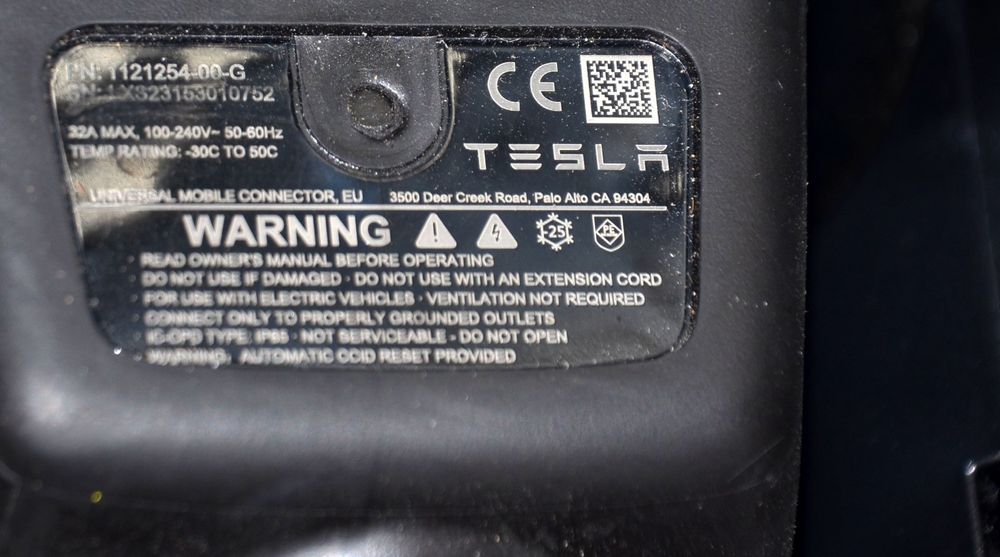 PN: 1121254-00-G
SN: LXS23153010752
32A MAX, 100-240V~ 50-60Hz
TEMP RATING: -30C TO 50C
CE
TESLA
UNIVERSAL MOBILE CONNECTOR, EU
3500 Deer Creek Road, Palo Alto CA 94304
WARNING
-25
READ OWNER'S MANUAL BEFORE OPERATING
DO NOT USE IF DAMAGED · DO NOT USE WITH AN EXTENSION CORD
FOR USE WITH ELECTRIC VEHICLES · VENTILATION NOT REQUIRED
CONNECT ONLY TO PROPERLY GROUNDED OUTLETS
IC-CPD TYPE: · NOT SERVICEABLE - DO NOT OPEN
WARNING, AUTOMATIC CCID RESET PROVIDED